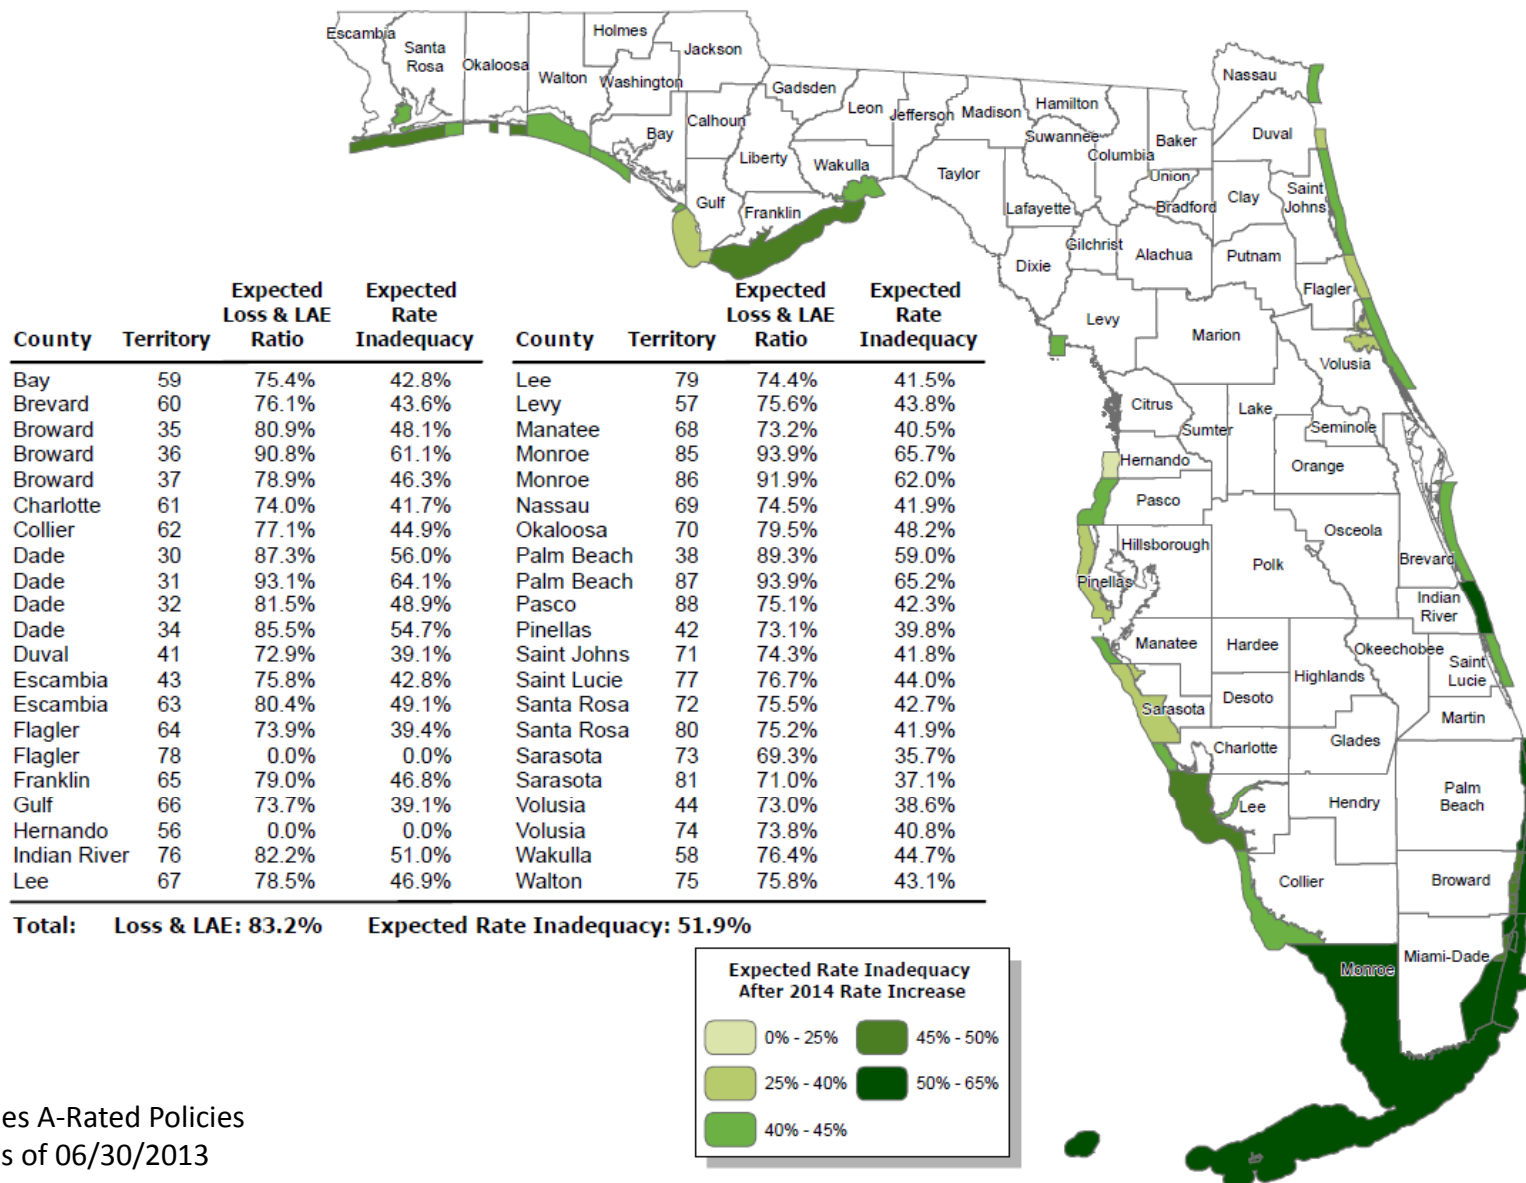 Escambia
Santa
Rosa
Okaloosa
Walton
Holmes
Washington
Jackson
Bay
Calhoun
Gulf
Liberty
Gadsden
Franklin
Leon
Wakulla
Jefferson
Madison
Taylor
Hamilton
Suwannee
Lafayette
Dixie
Columbia
Gilchrist
Baker
Union
Bradford
Alachua
Nassau
Duval
Clay
Saint
Johns
Putnam
Flagler
Levy
Marion
Volusia
Citrus
Sumter
Lake
Seminole
Hernando
Orange
Pasco
Osceola
Hillsborough
Polk
Brevard
Pinellas
Indian
River
Manatee
Hardee
Okeechobee
Highlands
Saint
Lucie
Sarasota
Desoto
Martin
Charlotte
Glades
Lee
Hendry
Palm
Beach
Collier
Broward
Monroe
Miami-Dade
Expected Expected
Loss & LAE Rate
County Territory Ratio Inadequacy
Bay 59 75.4% 42.8%
Brevard 60 76.1% 43.6%
Broward 35 80.9% 48.1%
Broward 36 90.8% 61.1%
Broward 37 78.9% 46.3%
Charlotte 61 74.0% 41.7%
Collier 62 77.1% 44.9%
Dade 30 87.3% 56.0%
Dade 31 93.1% 64.1%
Dade 32 81.5% 48.9%
Dade 34 85.5% 54.7%
Duval 41 72.9% 39.1%
Escambia 43 75.8% 42.8%
Escambia 63 80.4% 49.1%
Flagler 64 73.9% 39.4%
Flagler 78 0.0% 0.0%
Franklin 65 79.0% 46.8%
Gulf 66 73.7% 39.1%
Hernando 56 0.0% 0.0%
Indian River 76 82.2% 51.0%
Lee 67 78.5% 46.9%
Expected Expected
Loss & LAE Rate
County Territory Ratio Inadequacy
Lee 79 74.4% 41.5%
Levy 57 75.6% 43.8%
Manatee 68 73.2% 40.5%
Monroe 85 93.9% 65.7%
Monroe 86 91.9% 62.0%
Nassau 69 74.5% 41.9%
Okaloosa 70 79.5% 48.2%
Palm Beach 38 89.3% 59.0%
Palm Beach 87 93.9% 65.2%
Pasco 88 75.1% 42.3%
Pinellas 42 73.1% 39.8%
Saint Johns 71 74.3% 41.8%
Saint Lucie 77 76.7% 44.0%
Santa Rosa 72 75.5% 42.7%
Santa Rosa 80 75.2% 41.9%
Sarasota 73 69.3% 35.7%
Sarasota 81 71.0% 37.1%
Volusia 44 73.0% 38.6%
Volusia 74 73.8% 40.8%
Wakulla 58 76.4% 44.7%
Walton 75 75.8% 43.1%
Total: Loss & LAE: 83.2% Expected Rate Inadequacy: 51.9%
Expected Rate Inadequacy
After 2014 Rate Increase
0% - 25% 45% - 50%
25% - 40% 50% - 65%
40% - 45%
es A-Rated Policies
s of 06/30/2013